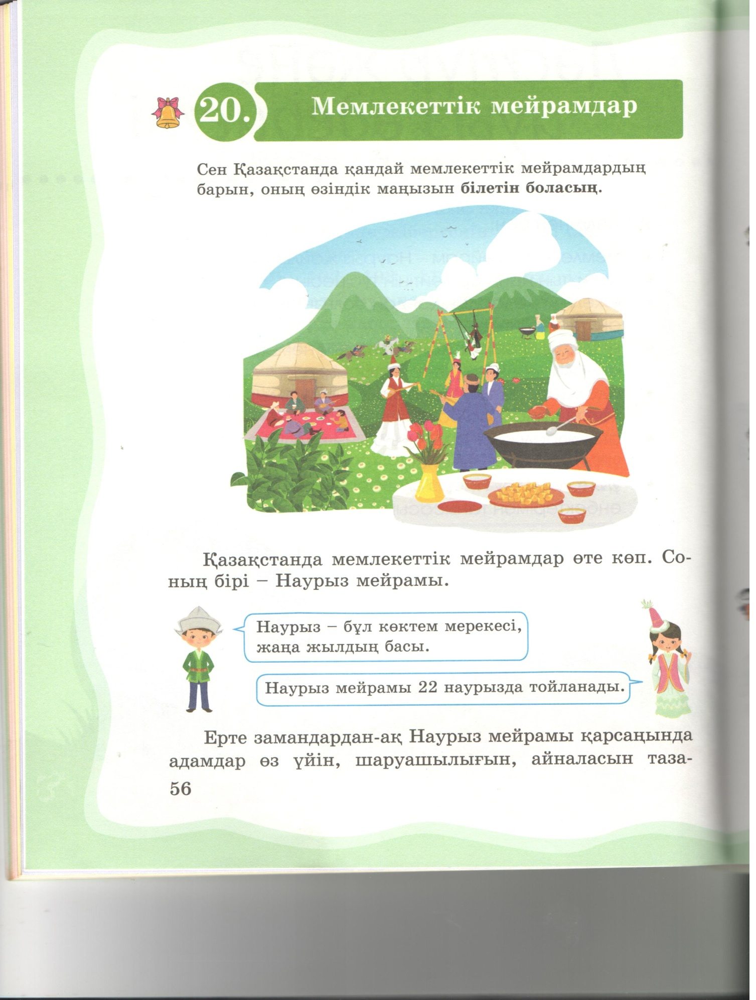 20.
Мемлекеттік мейрамдар
Сен Қазақстанда қандай мемлекеттік мейрамдардың
барын, оның өзіндік маңызын білетін боласың.
Қазақстанда мемлекеттік мейрамдар өте көп. Со-
ның бірі – Наурыз мейрамы.
Наурыз – бұл көктем мерекесі,
жаңа жылдың басы.
Наурыз мейрамы 22 наурызда тойланады.
Ерте замандардан-ақ Наурыз мейрамы қарсаңында
адамдар өз үйін, шаруашылығын, айналасын таза-
56